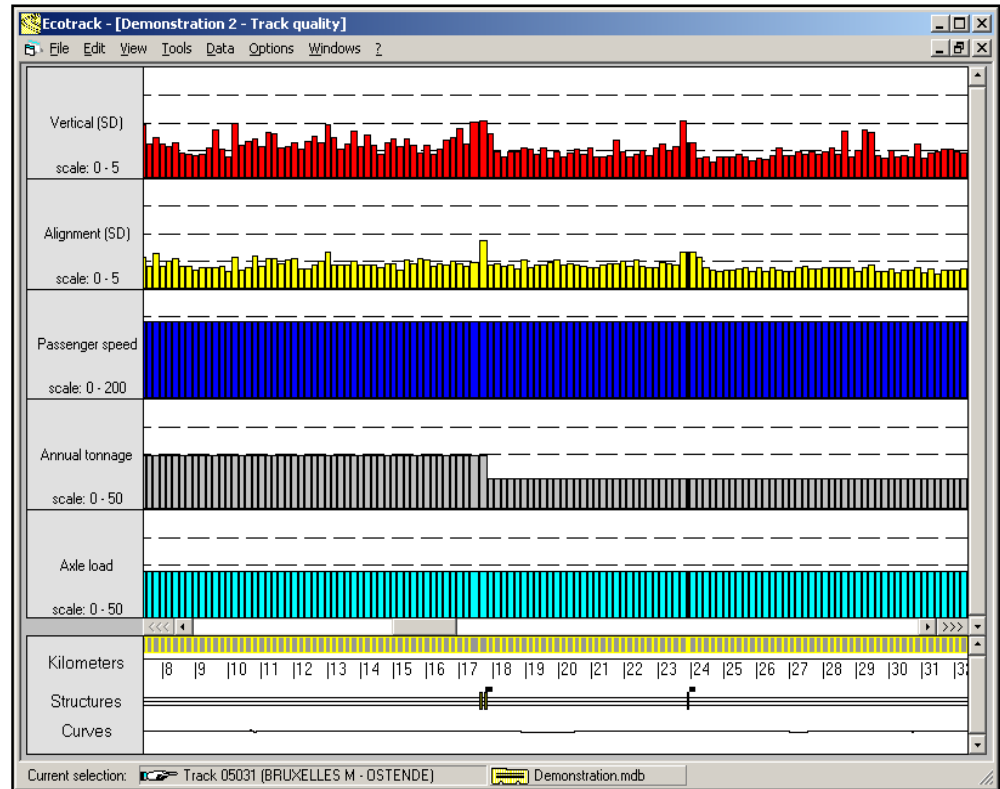 Ecotrack - [Demonstration 2 - Track quality]
File Edit View Tools Data Options Windows ?
Vertical (SD)
scale: 0 - 5
Alignment (SD)
scale: 0 - 5
Passenger speed
scale: 0 - 200
Annual tonnage
scale: 0 - 50
Axle load
scale: 0 - 50
<<< >>>
Kilometers
|8 |9 |10 |11 |12 |13 |14 |15 |16 |17 |18 |19 |20 |21 |22 |23 |24 |25 |26 |27 |28 |29 |30 |31 |32
Structures
Curves
Current selection: Track 05031 (BRUXELLES M - OSTENDE) Demonstration.mdb